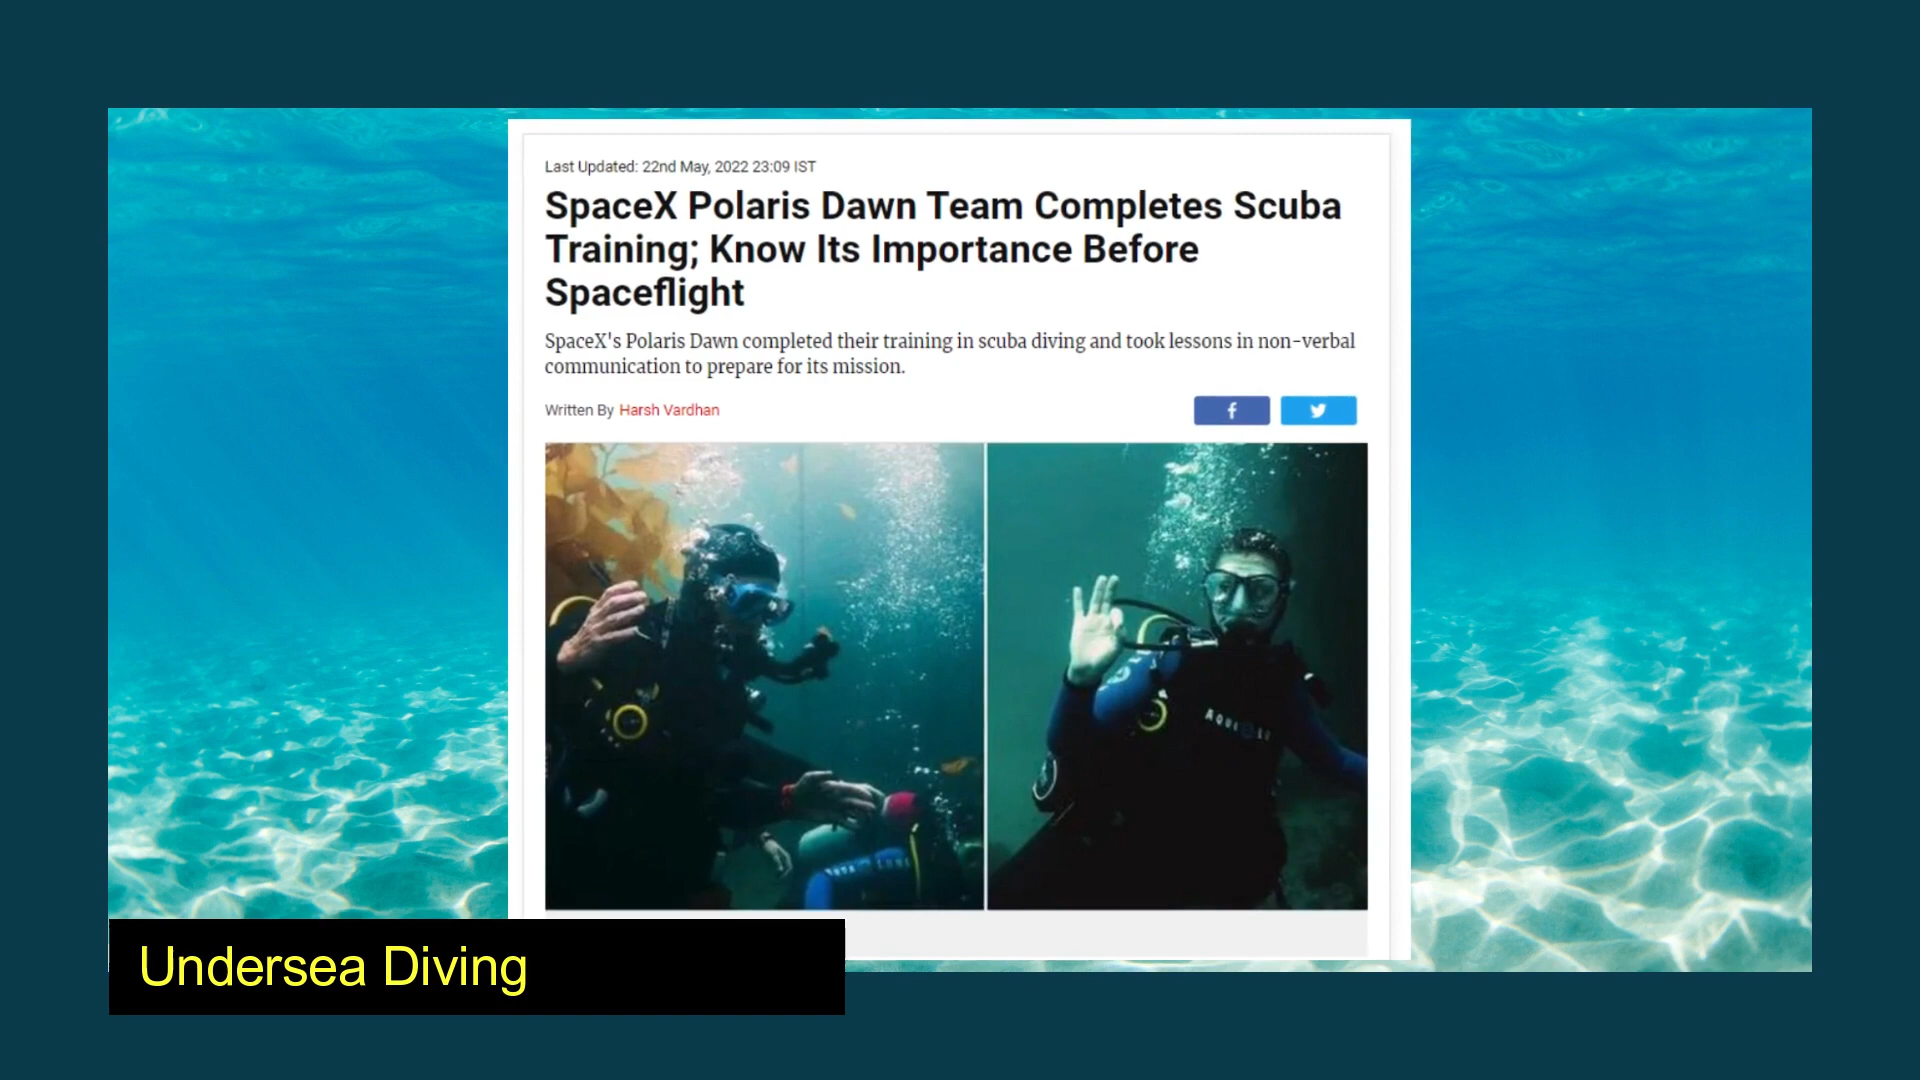 Last Updated: 22nd May, 2022 23:09 IST
SpaceX Polaris Dawn Team Completes Scuba
Training; Know Its Importance Before
Spaceflight
SpaceX's Polaris Dawn completed their training in scuba diving and took lessons in non-verbal
communication to prepare for its mission.
Written By Harsh Vardhan
Undersea Diving